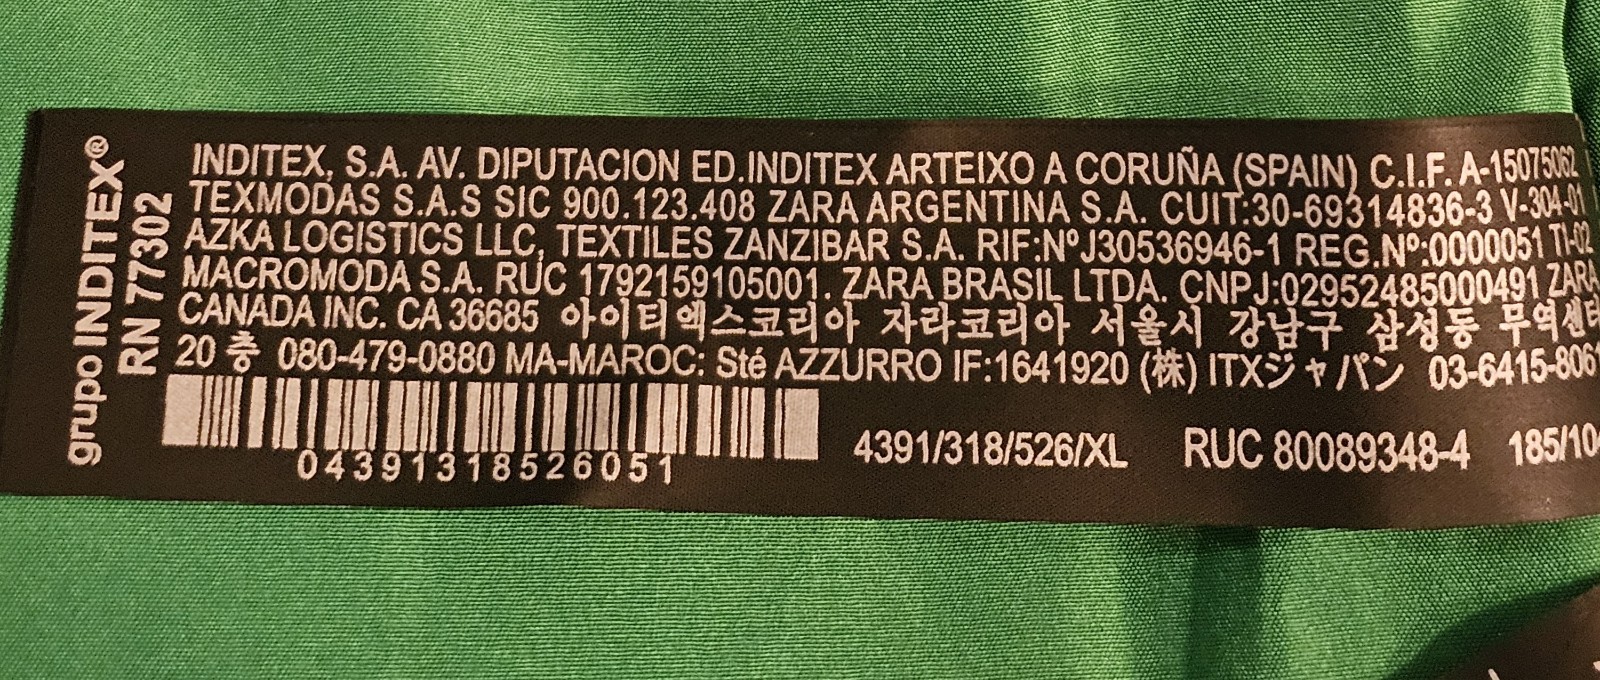 grupo INDITEX®
RN 77302
INDITEX, S.A. AV. DIPUTACION ED.INDITEX ARTEIXO A CORUÑA (SPAIN) C.I.F. A-15075062
TEXMODAS S.A.S SIC 900.123.408 ZARA ARGENTINA S.A. CUIT:30-69314836-3 V-304-01
AZKA LOGISTICS LLC, TEXTILES ZANZIBAR S.A. RIF:Nº J30536946-1 REG.Nº:0000051 TI-02
MACROMODA S.A. RUC 1792159105001. ZARA BRASIL LTDA. CNPJ:02952485000491 ZARA
CANADA INC. CA 36685 아이티엑스코리아 자라코리아 서울시 강남구 삼성동 무역센터
20 층 080-479-0880 MA-MAROC: Sté AZZURRO IF:1641920 (株) ITXジャパン 03-6415-8061
04391318526051
4391/318/526/XL RUC 80089348-4 185/104